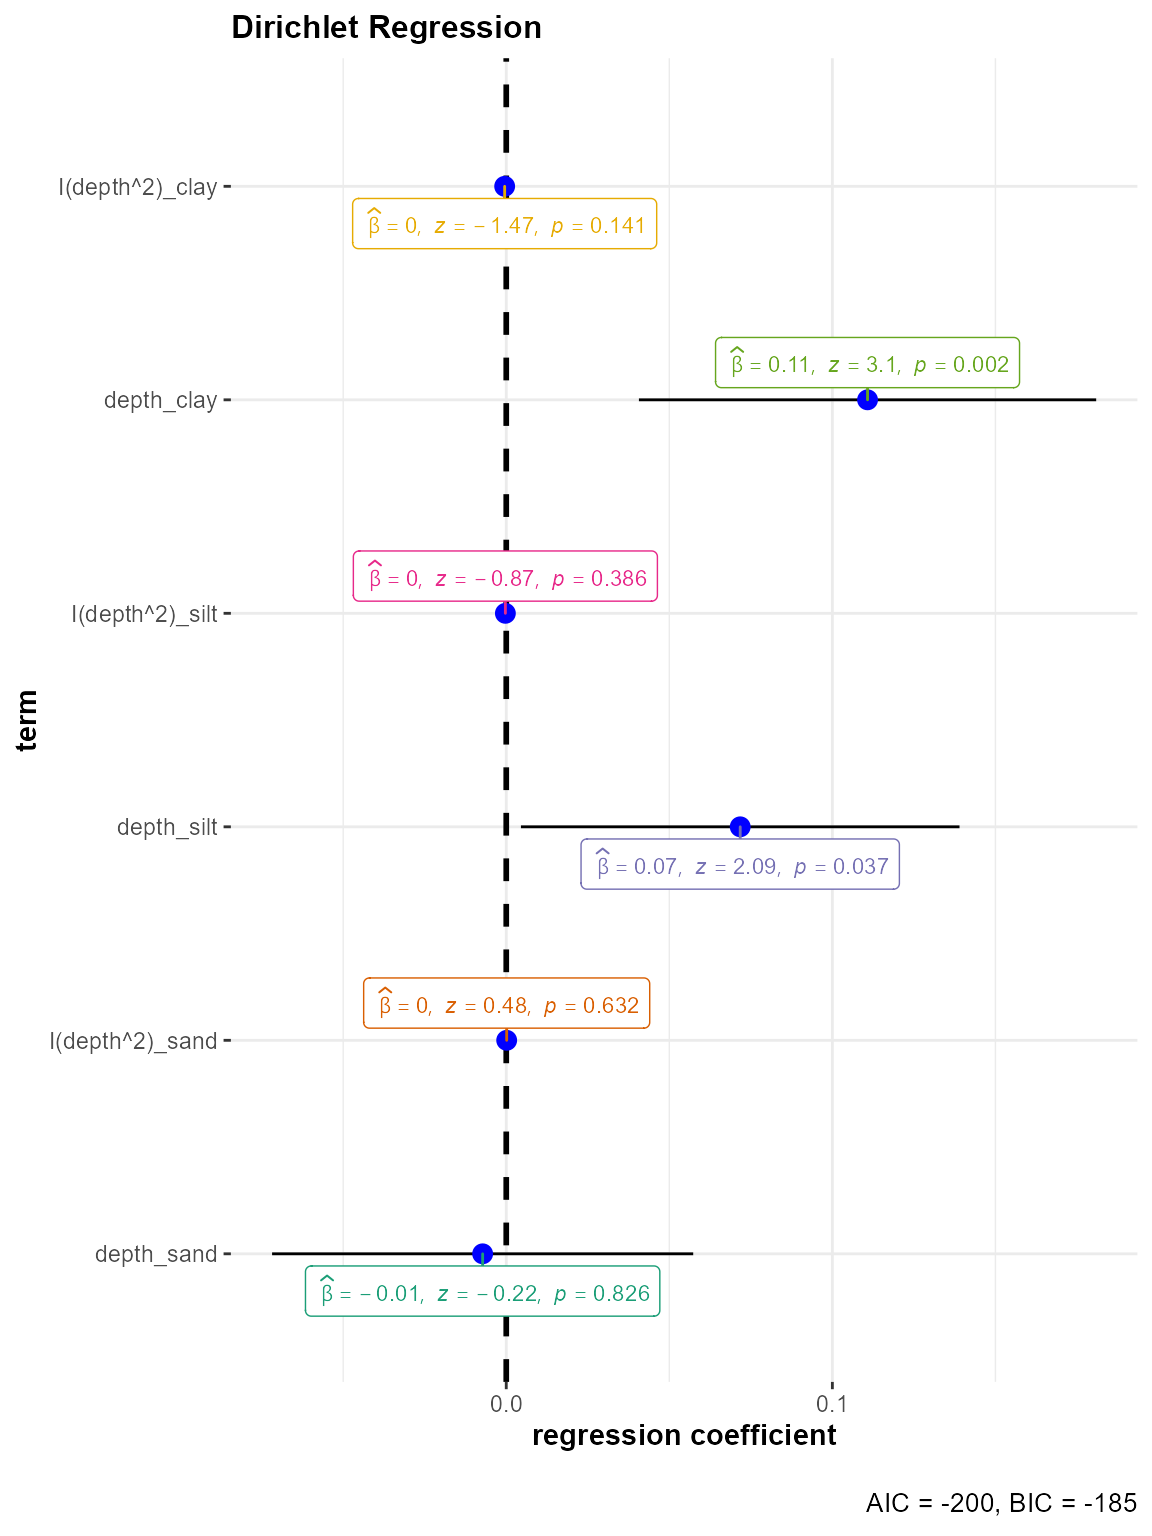 Dirichlet Regression
I(depth^2)_clay
β̂ = 0, z = −1.47, p = 0.141
β̂ = 0.11, z = 3.1, p = 0.002
depth_clay
β̂ = 0, z = −0.87, p = 0.386
I(depth^2)_silt
term
depth_silt
β̂ = 0.07, z = 2.09, p = 0.037
β̂ = 0, z = 0.48, p = 0.632
I(depth^2)_sand
depth_sand
β̂ = −0.01, z = −0.22, p = 0.826
0.0 0.1
regression coefficient
AIC = -200, BIC = -185